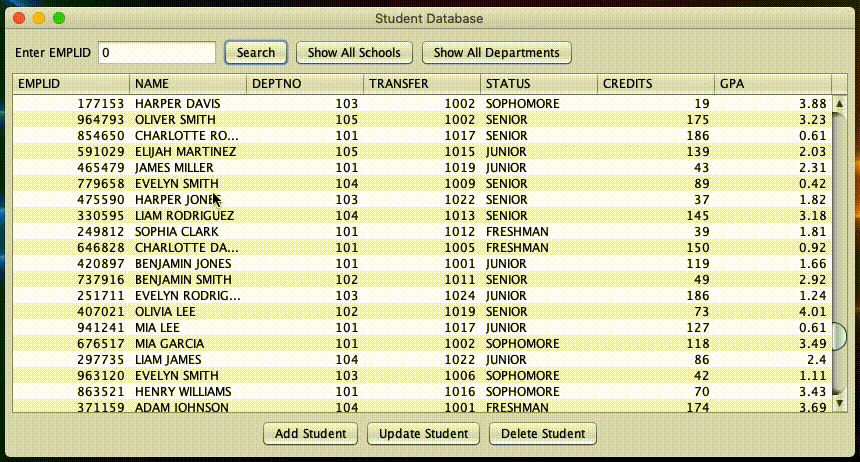 Student Database
Enter EMPLID 0 Search Show All Schools Show All Departments
EMPLID NAME DEPTNO TRANSFER STATUS CREDITS GPA
177153 HARPER DAVIS 103 1002 SOPHOMORE 19 3.88
964793 OLIVER SMITH 105 1002 SENIOR 175 3.23
854650 CHARLOTTE RO... 101 1017 SENIOR 186 0.61
591029 ELIJAH MARTINEZ 105 1015 JUNIOR 139 2.03
465479 JAMES MILLER 101 1019 JUNIOR 43 2.31
779658 EVELYN SMITH 104 1009 SENIOR 89 0.42
475590 HARPER JONES 103 1022 SENIOR 37 1.82
330595 LIAM RODRIGUEZ 104 1013 SENIOR 145 3.18
249812 SOPHIA CLARK 101 1012 FRESHMAN 39 1.81
646828 CHARLOTTE DA... 101 1005 FRESHMAN 150 0.92
420897 BENJAMIN JONES 101 1001 JUNIOR 119 1.66
737916 BENJAMIN SMITH 102 1011 SENIOR 49 2.92
251711 EVELYN RODRIG... 103 1024 JUNIOR 186 1.24
407021 OLIVIA LEE 102 1019 SENIOR 73 4.01
941241 MIA LEE 101 1017 JUNIOR 127 0.61
676517 MIA GARCIA 101 1002 SOPHOMORE 118 3.49
297735 LIAM JAMES 104 1022 JUNIOR 86 2.4
963120 EVELYN SMITH 103 1006 SOPHOMORE 42 1.11
863521 HENRY WILLIAMS 101 1016 SOPHOMORE 70 3.43
371159 ADAM JOHNSON 104 1001 FRESHMAN 174 3.69
Add Student Update Student Delete Student